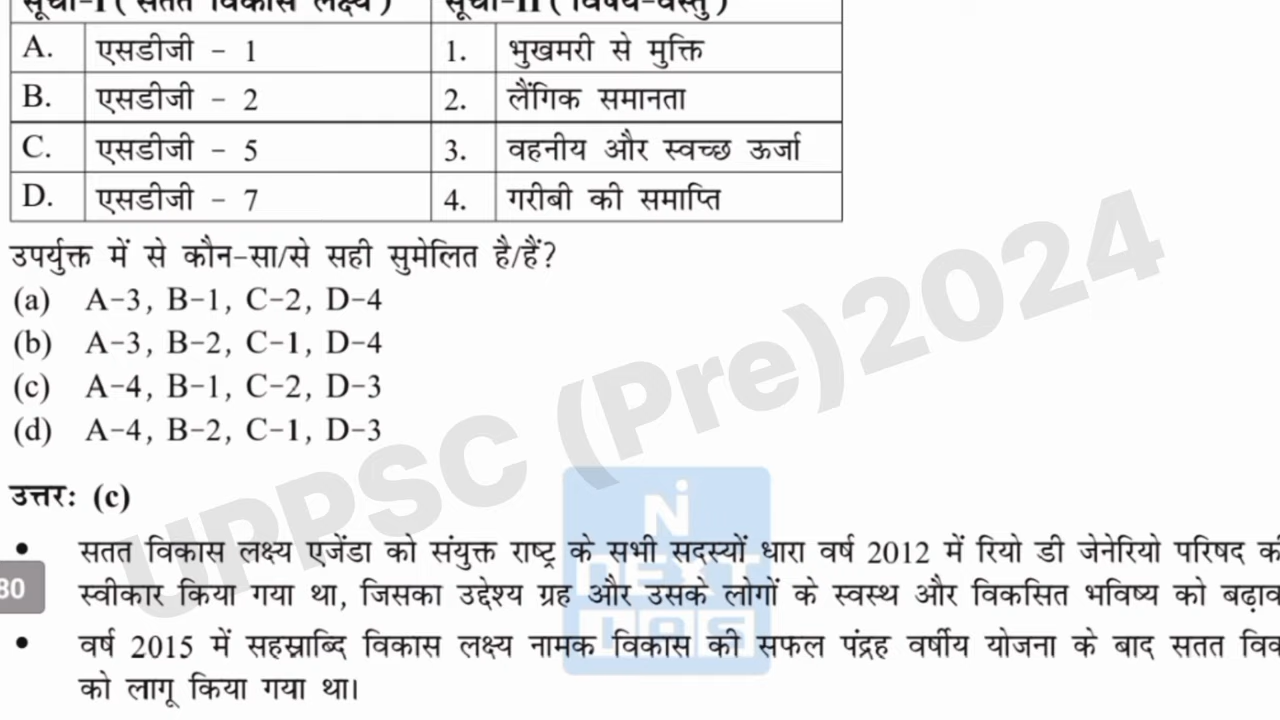 सूची-I ( सतत विकास लक्ष्य ) सूची-II ( विषय-वस्तु )
A. एसडीजी - 1 1. भुखमरी से मुक्ति
B. एसडीजी - 2 2. लैंगिक समानता
C. एसडीजी - 5 3. वहनीय और स्वच्छ ऊर्जा
D. एसडीजी - 7 4. गरीबी की समाप्ति
उपर्युक्त में से कौन-सा/से सही सुमेलित है/हैं?
(a) A-3, B-1, C-2, D-4
(b) A-3, B-2, C-1, D-4
(c) A-4, B-1, C-2, D-3
(d) A-4, B-2, C-1, D-3
UPPSC (Pre)2024
उत्तरः (c)
N
NEXT
IAS
• सतत विकास लक्ष्य एजेंडा को संयुक्त राष्ट्र के सभी सदस्यों धारा वर्ष 2012 में रियो डी जेनेरियो परिषद की
80 स्वीकार किया गया था, जिसका उद्देश्य ग्रह और उसके लोगों के स्वस्थ और विकसित भविष्य को बढ़ाव
• वर्ष 2015 में सहस्राब्दि विकास लक्ष्य नामक विकास की सफल पंद्रह वर्षीय योजना के बाद सतत
को लागू किया गया था।